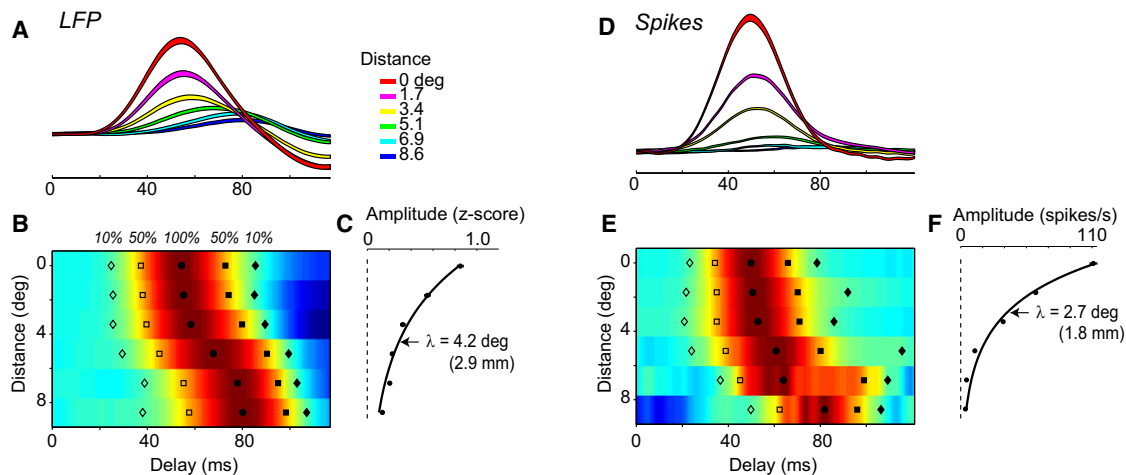 A
LFP
Distance
0 deg
1.7
3.4
5.1
6.9
8.6
0 40 80
B
10% 50% 100% 50% 10%
Distance (deg)
0
4
8
0 40 80
Delay (ms)
C
Amplitude (z-score)
0 1.0
λ = 4.2 deg
(2.9 mm)
D
Spikes
0 40 80
E
Distance (deg)
0
4
8
0 40 80
Delay (ms)
F
Amplitude (spikes/s)
0 110
λ = 2.7 deg
(1.8 mm)